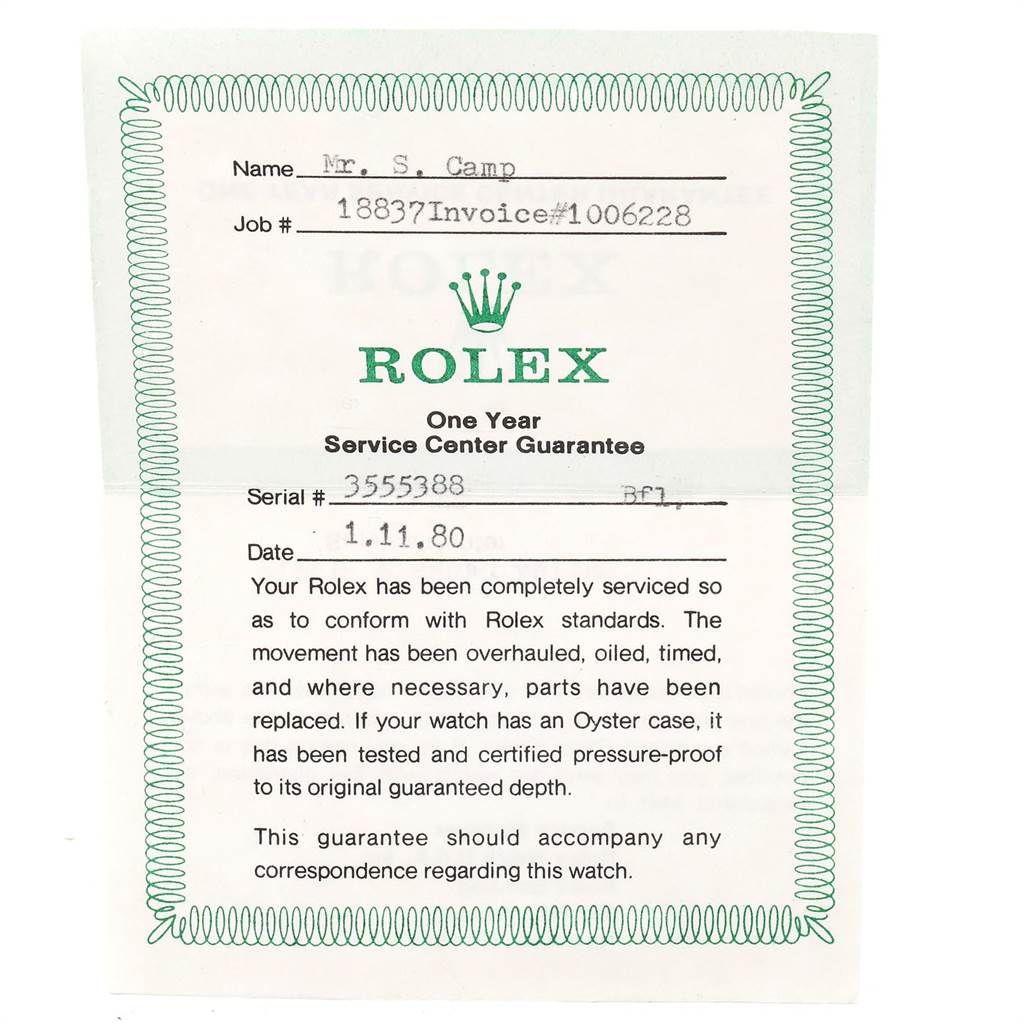 Name Mr. S. Camp
Job # 18837Invoice#1006228
ROLEX
One Year
Service Center Guarantee
Serial # 3555388 Bfl.
Date 1.11.80
Your Rolex has been completely serviced so
as to conform with Rolex standards. The
movement has been overhauled, oiled, timed,
and where necessary, parts have been
replaced. If your watch has an Oyster case, it
has been tested and certified pressure-proof
to its original guaranteed depth.
This guarantee should accompany any
correspondence regarding this watch.